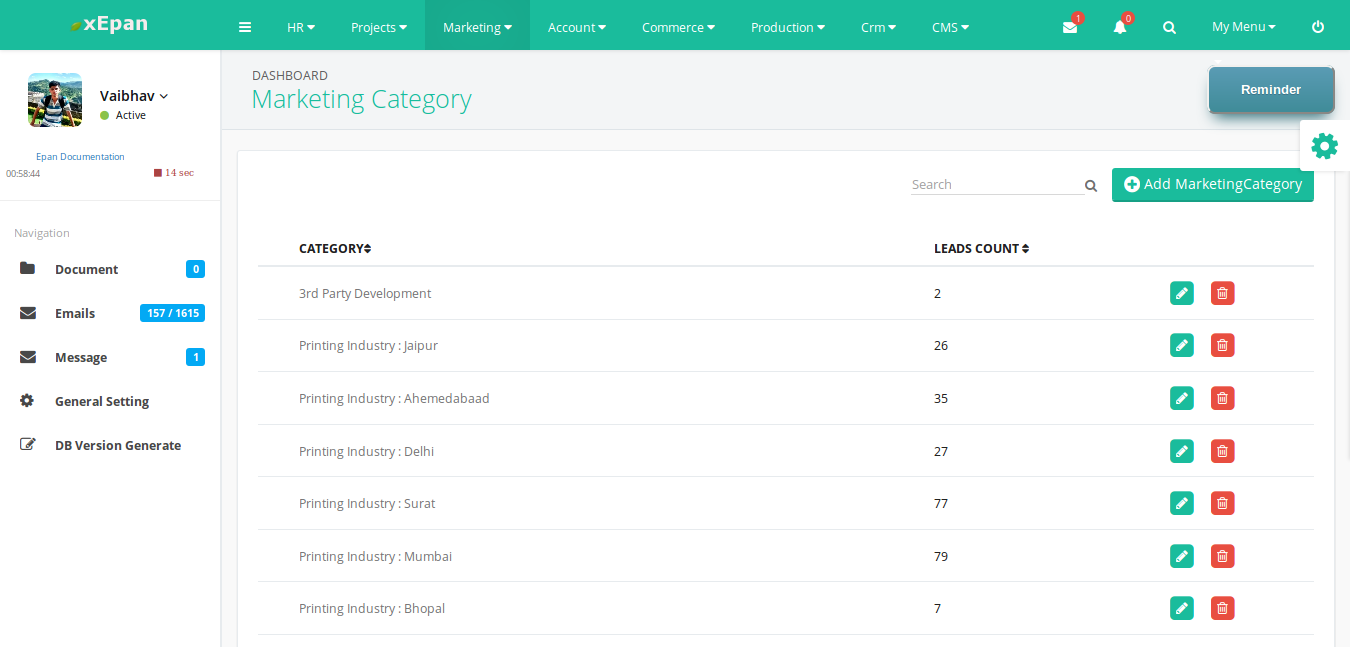 xEpan
HR
Projects
Marketing
Account
Commerce
Production
Crm
CMS
1
0
My Menu
Vaibhav
Active
Epan Documentation
00:58:44
14 sec
Navigation
Document 0
Emails 157 / 1615
Message 1
General Setting
DB Version Generate
DASHBOARD
Marketing Category
Reminder
Search
Add MarketingCategory
CATEGORY LEADS COUNT
3rd Party Development 2
Printing Industry : Jaipur 26
Printing Industry : Ahemedabaad 35
Printing Industry : Delhi 27
Printing Industry : Surat 77
Printing Industry : Mumbai 79
Printing Industry : Bhopal 7